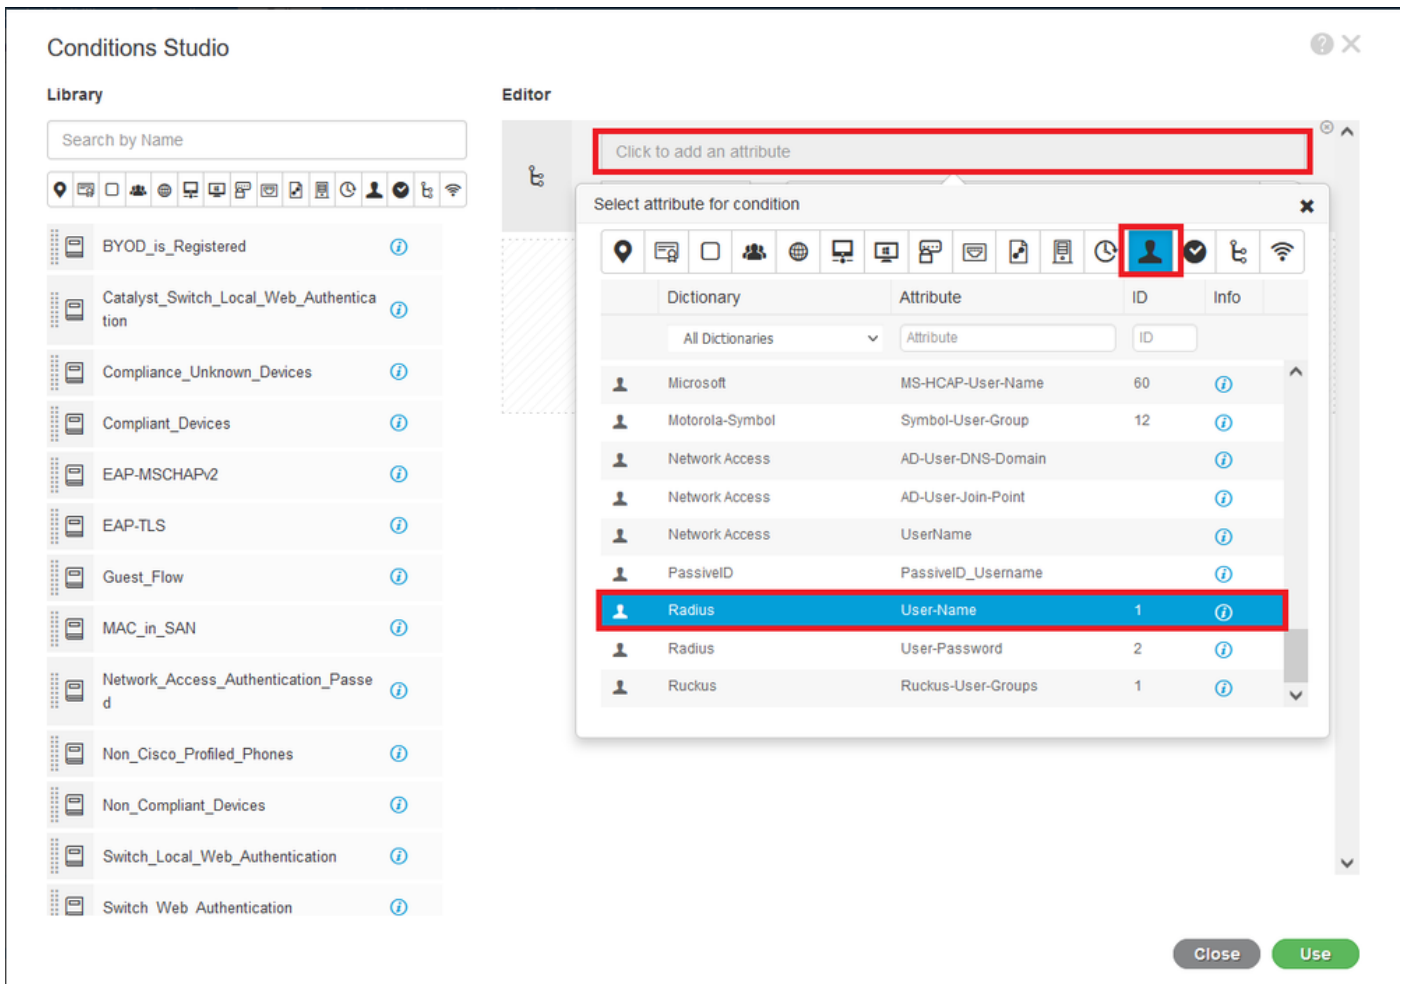 Conditions Studio
Library
Search by Name
BYOD_is_Registered
Catalyst_Switch_Local_Web_Authentica
tion
Compliance_Unknown_Devices
Compliant_Devices
EAP-MSCHAPv2
EAP-TLS
Guest_Flow
MAC_in_SAN
Network_Access_Authentication_Passe
d
Non_Cisco_Profiled_Phones
Non_Compliant_Devices
Switch_Local_Web_Authentication
Switch_Web_Authentication
Editor
Click to add an attribute
Select attribute for condition
Dictionary Attribute ID Info
All Dictionaries Attribute ID
Microsoft MS-HCAP-User-Name 60
Motorola-Symbol Symbol-User-Group 12
Network Access AD-User-DNS-Domain
Network Access AD-User-Join-Point
Network Access UserName
PassiveID PassiveID_Username
Radius User-Name 1
Radius User-Password 2
Ruckus Ruckus-User-Groups 1
Close Use